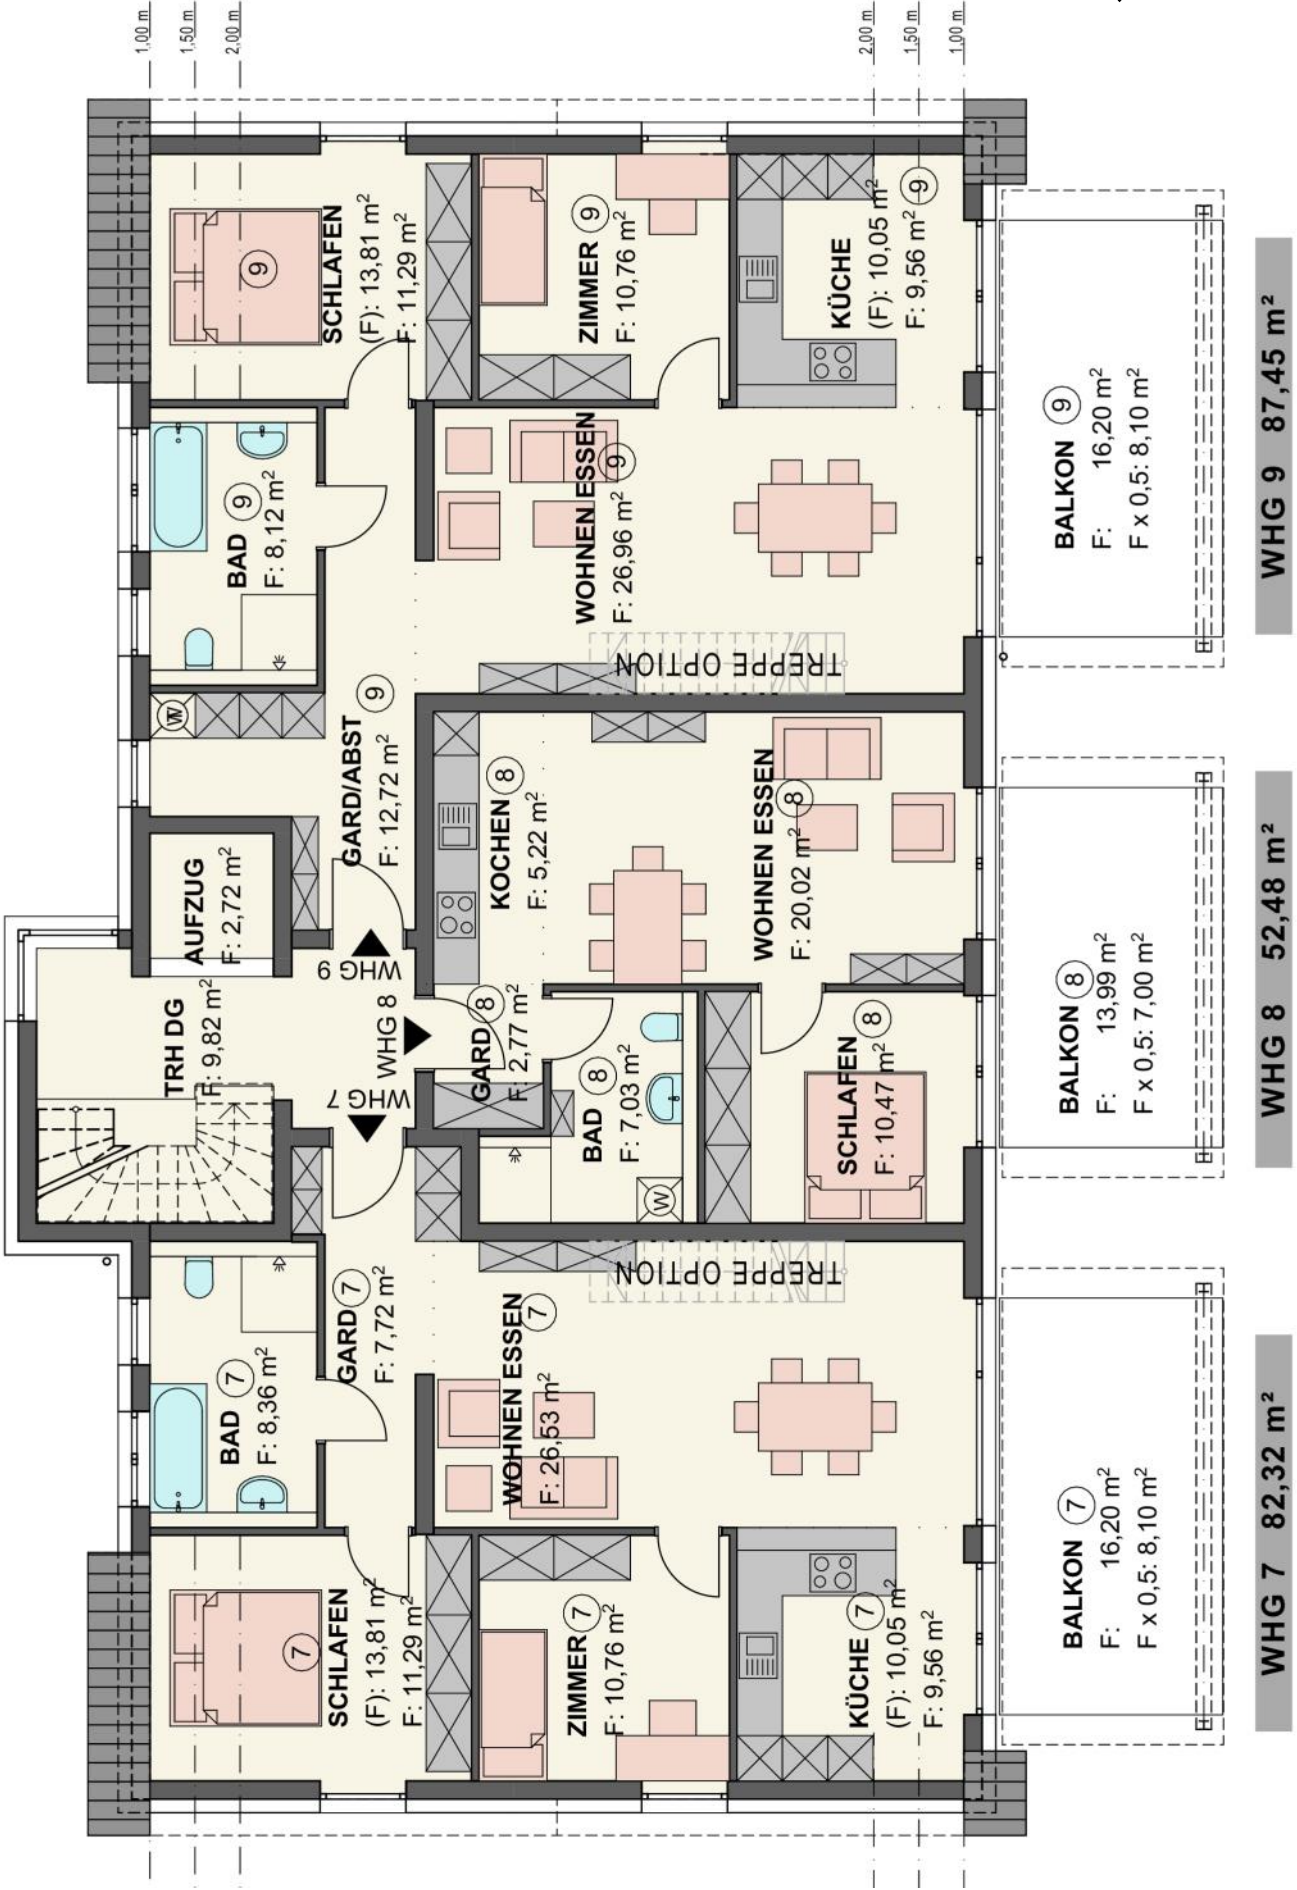 1,00 m
1,50 m
2,00 m
2,00 m
1,50 m
1,00 m
SCHLAFEN
(F): 13,81 m²
F: 11,29 m²
9
ZIMMER 9
F: 10,76 m²
KÜCHE
(F): 10,05 m²
F: 9,56 m²
9
BAD 9
F: 8,12 m²
WOHNEN ESSEN
9
F: 26,96 m²
BALKON 9
F: 16,20 m²
F x 0,5: 8,10 m²
WHG 9 87,45 m²
TREPPE OPTION
W
GARD/ABST 9
F: 12,72 m²
AUFZUG
F: 2,72 m²
KOCHEN 8
F: 5,22 m²
WOHNEN ESSEN
8
F: 20,02 m²
TRH DG
F: 9,82 m²
WHG 9
WHG 8
WHG 7
GARD 8
F: 2,77 m²
BAD 8
F: 7,03 m²
W
SCHLAFEN 8
F: 10,47 m²
BALKON 8
F: 13,99 m²
F x 0,5: 7,00 m²
WHG 8 52,48 m²
TREPPE OPTION
BAD 7
F: 8,36 m²
GARD 7
F: 7,72 m²
WOHNEN ESSEN
7
F: 26,53 m²
SCHLAFEN
(F): 13,81 m²
F: 11,29 m²
7
ZIMMER 7
F: 10,76 m²
KÜCHE 7
(F): 10,05 m²
F: 9,56 m²
BALKON 7
F: 16,20 m²
F x 0,5: 8,10 m²
WHG 7 82,32 m²